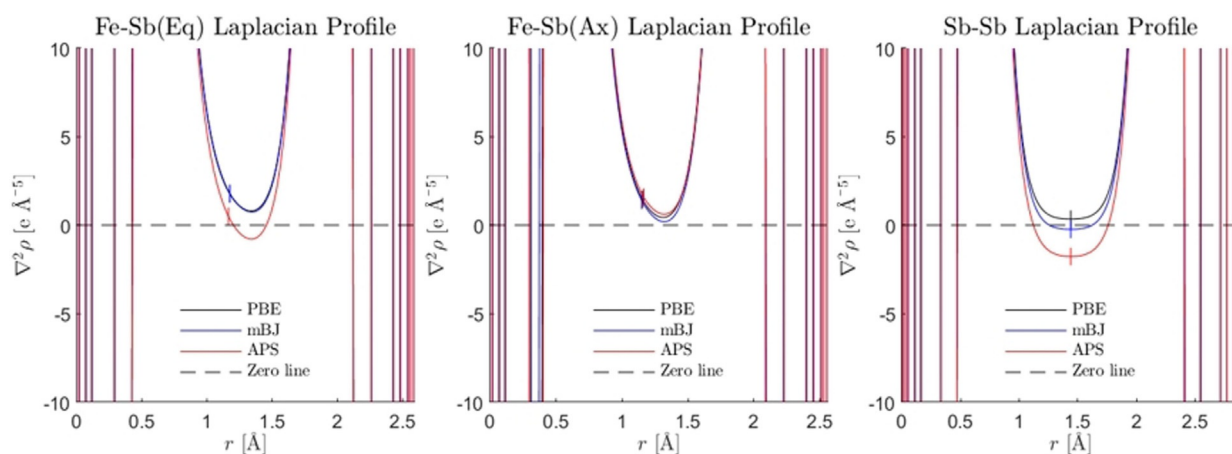 Fe-Sb(Eq) Laplacian Profile
10
5
0
-5
-10
∇²ρ [e Å⁻⁵]
PBE
mBJ
APS
Zero line
0 0.5 1 1.5 2 2.5
r [Å]
Fe-Sb(Ax) Laplacian Profile
10
5
0
-5
-10
∇²ρ [e Å⁻⁵]
PBE
mBJ
APS
Zero line
0 0.5 1 1.5 2 2.5
r [Å]
Sb-Sb Laplacian Profile
10
5
0
-5
-10
∇²ρ [e Å⁻⁵]
PBE
mBJ
APS
Zero line
0 0.5 1 1.5 2 2.5
r [Å]